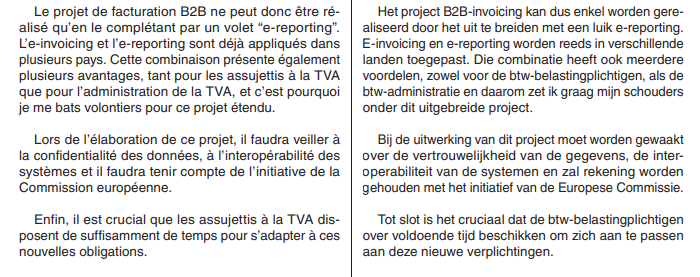 Le projet de facturation B2B ne peut donc être ré-
alisé qu'en le complétant par un volet “e-reporting”.
L'e-invoicing et l'e-reporting sont déjà appliqués dans
plusieurs pays. Cette combinaison présente également
plusieurs avantages, tant pour les assujettis à la TVA
que pour l'administration de la TVA, et c'est pourquoi
je me bats volontiers pour ce projet étendu.
Lors de l'élaboration de ce projet, il faudra veiller à
la confidentialité des données, à l'interopérabilité des
systèmes et il faudra tenir compte de l'initiative de la
Commission européenne.
Enfin, il est crucial que les assujettis à la TVA dis-
posent de suffisamment de temps pour s'adapter à ces
nouvelles obligations.
Het project B2B-invoicing kan dus enkel worden gere-
aliseerd door het uit te breiden met een luik e-reporting.
E-invoicing en e-reporting worden reeds in verschillende
landen toegepast. Die combinatie heeft ook meerdere
voordelen, zowel voor de btw-belastingplichtigen, als de
btw-administratie en daarom zet ik graag mijn schouders
onder dit uitgebreide project.
Bij de uitwerking van dit project moet worden gewaakt
over de vertrouwelijkheid van de gegevens, de inter-
operabiliteit van de systemen en zal rekening worden
gehouden met het initiatief van de Europese Commissie.
Tot slot is het cruciaal dat de btw-belastingplichtigen
over voldoende tijd beschikken om zich aan te passen
aan deze nieuwe verplichtingen.